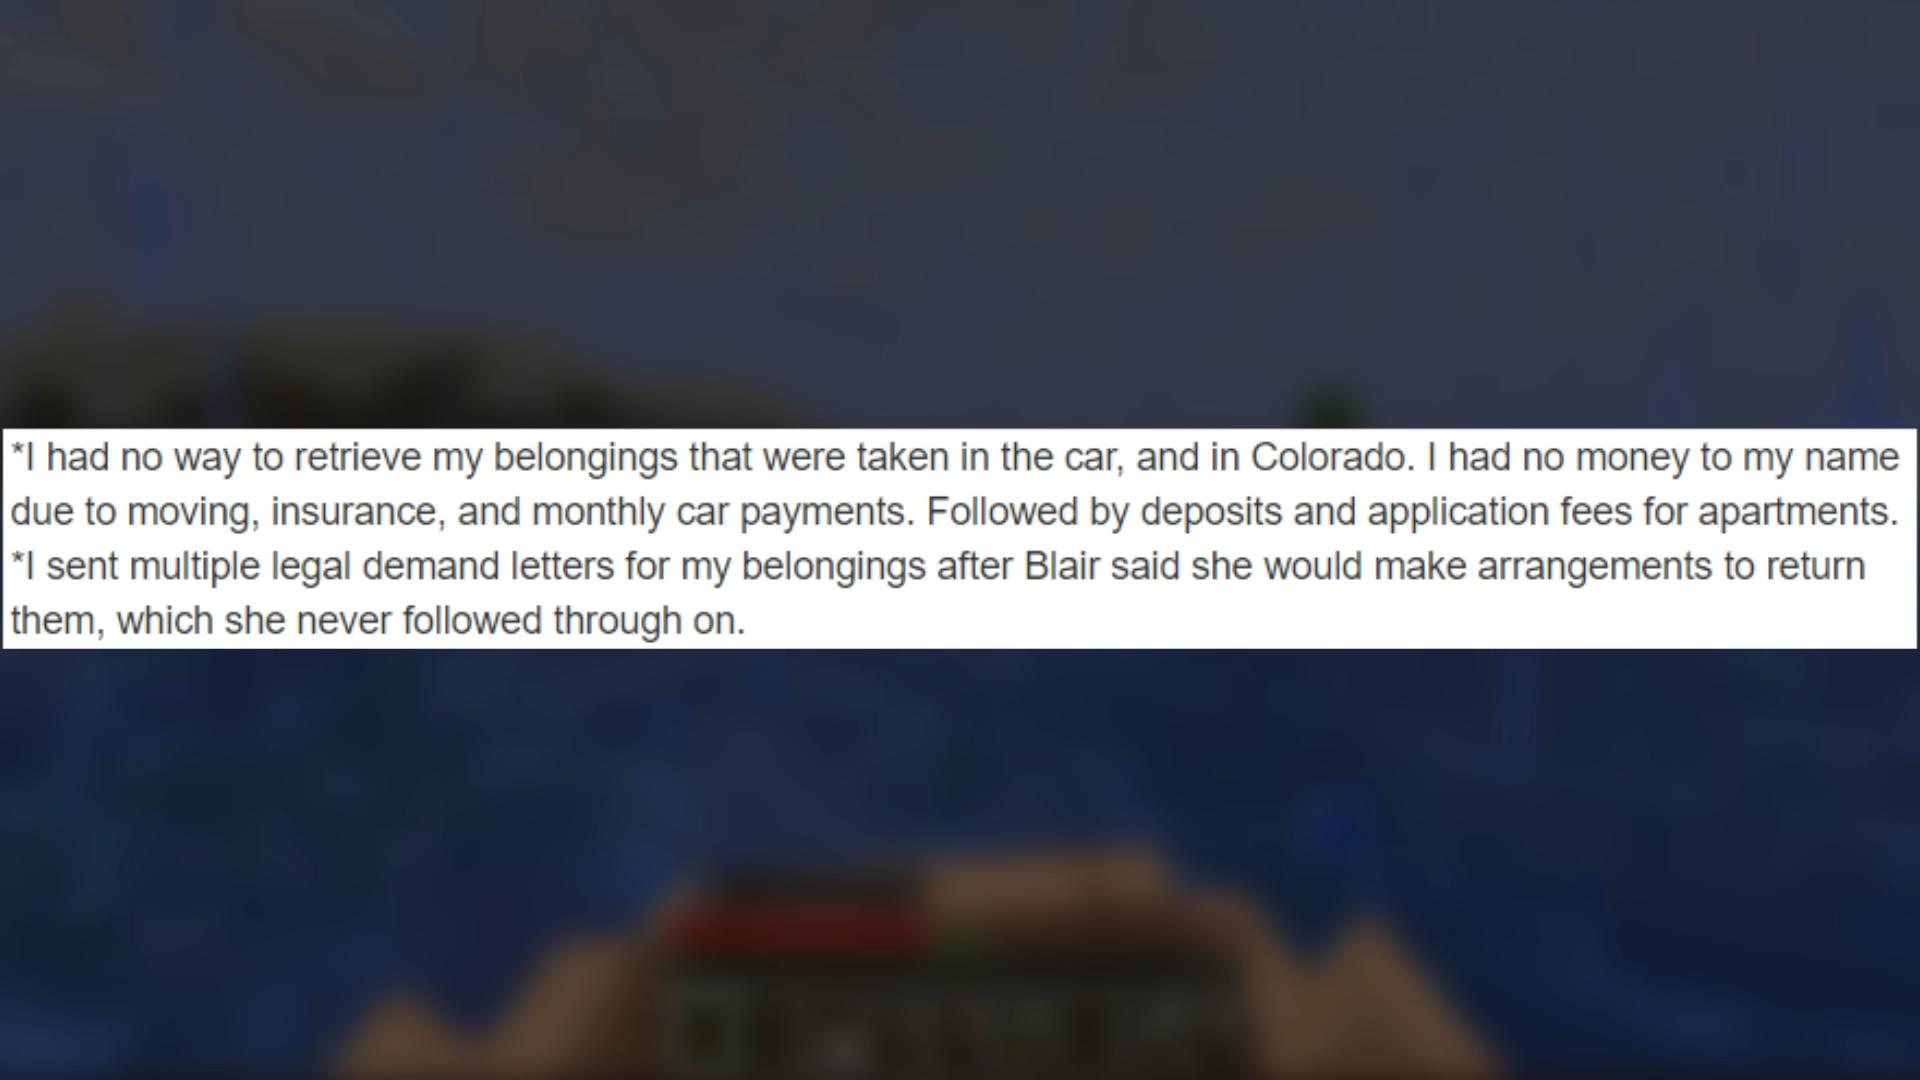 *I had no way to retrieve my belongings that were taken in the car, and in Colorado. I had no money to my name
due to moving, insurance, and monthly car payments. Followed by deposits and application fees for apartments.
*I sent multiple legal demand letters for my belongings after Blair said she would make arrangements to return
them, which she never followed through on.